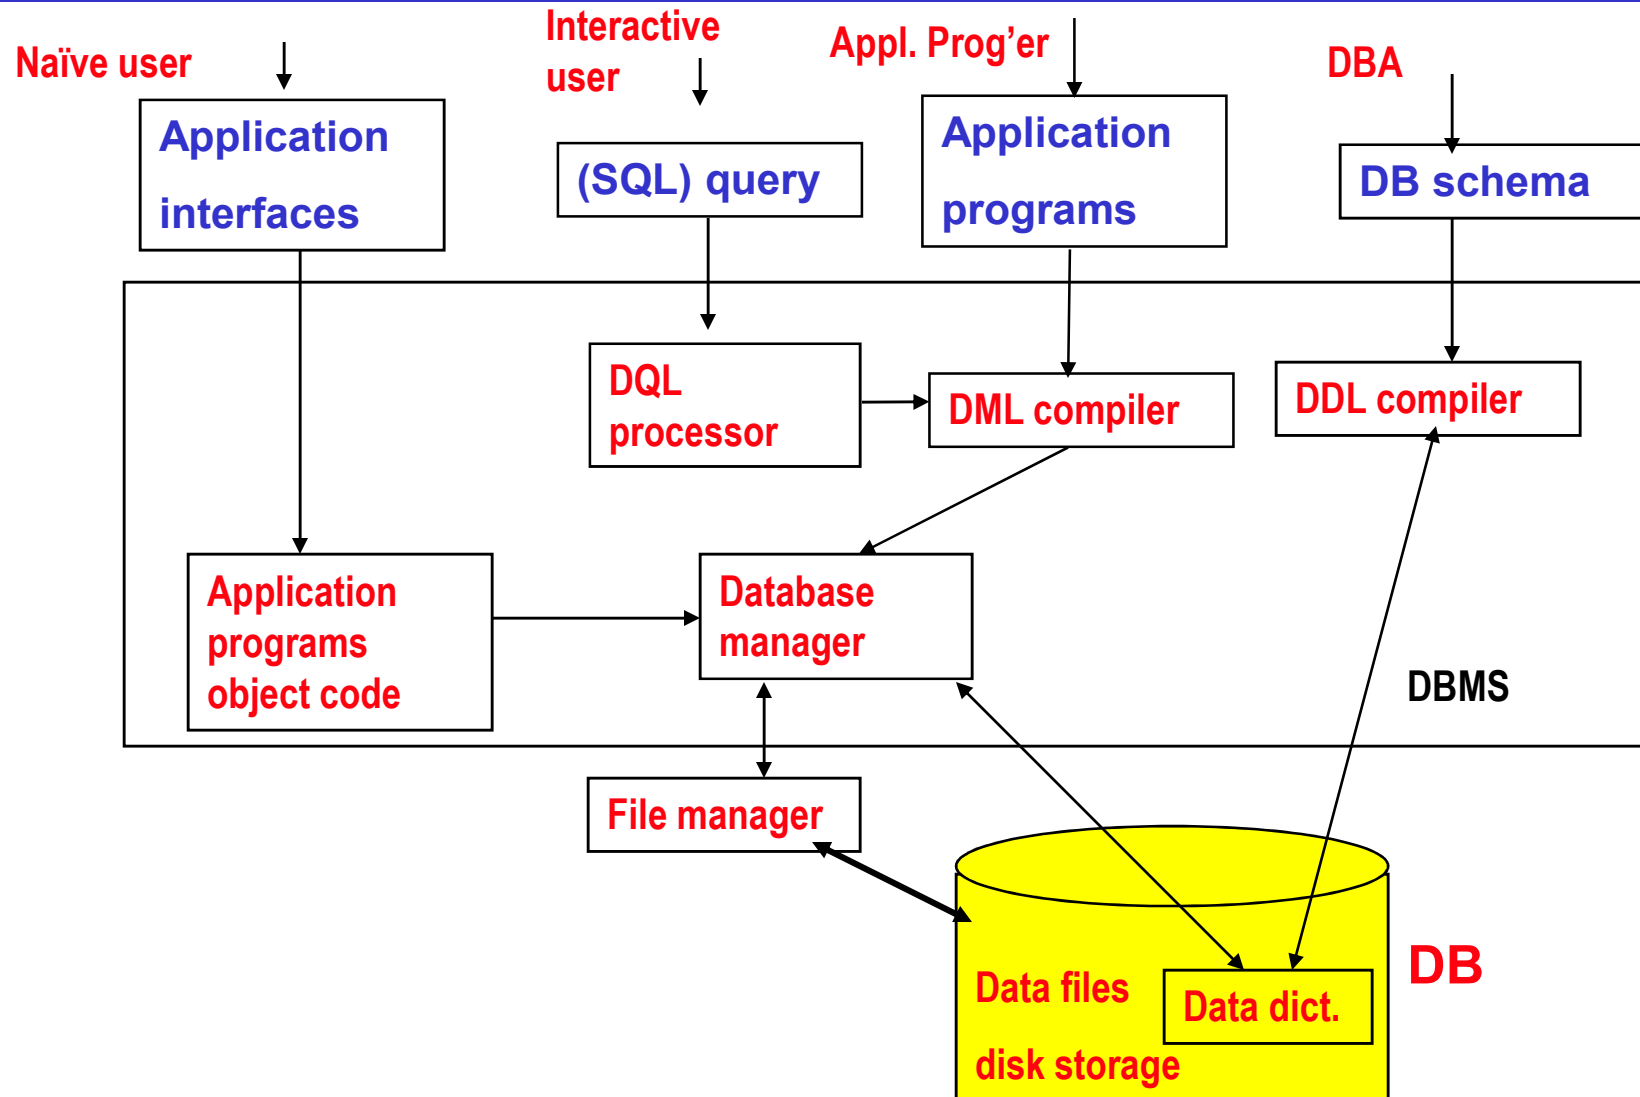 Naïve user
Interactive
user
Appl. Prog’er
DBA
Application
interfaces
(SQL) query
Application
programs
DB schema
DQL
processor
DML compiler
DDL compiler
Application
programs
object code
Database
manager
DBMS
File manager
DB
Data files
disk storage
Data dict.